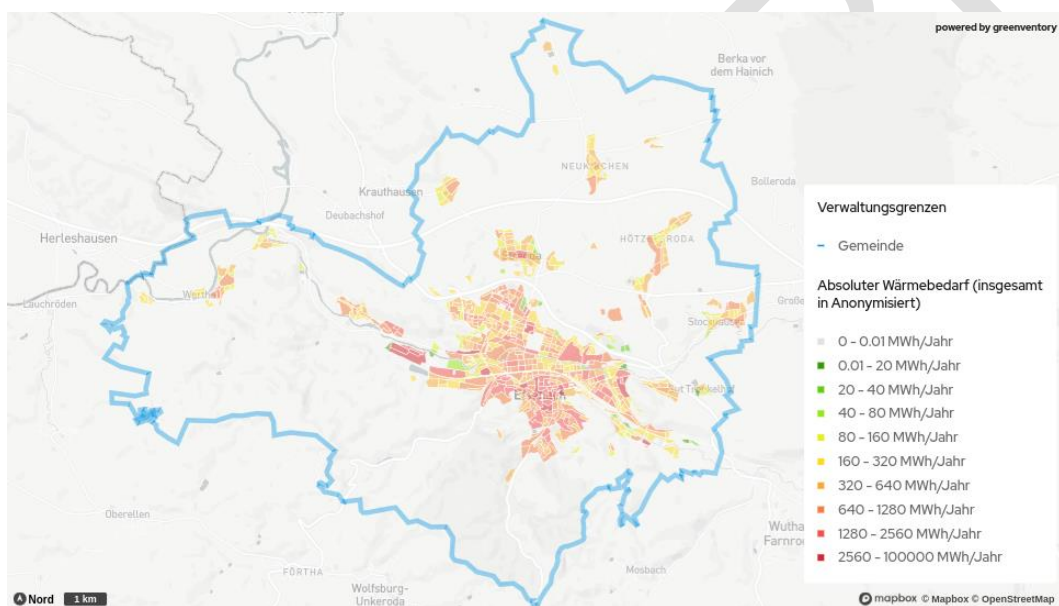 powered by greenventory
Berka vor
dem Hainich
NEUKIRCHEN
Bolleroda
Krauthausen
Deubachshof
Verwaltungsgrenzen
Herleshausen
HÖTZELSRODA
Gemeinde
Absoluter Wärmebedarf (insgesamt
in Anonymisiert)
Lauchröden
0 - 0.01 MWh/Jahr
0.01 - 20 MWh/Jahr
20 - 40 MWh/Jahr
40 - 80 MWh/Jahr
80 - 160 MWh/Jahr
160 - 320 MWh/Jahr
320 - 640 MWh/Jahr
640 - 1280 MWh/Jahr
1280 - 2560 MWh/Jahr
2560 - 100000 MWh/Jahr
Oberellen
Wutha
Farnro
FÖRTHA
Mosbach
Wolfsburg-
Unkeroda
Nord
1 km
mapbox © Mapbox © OpenStreetMap